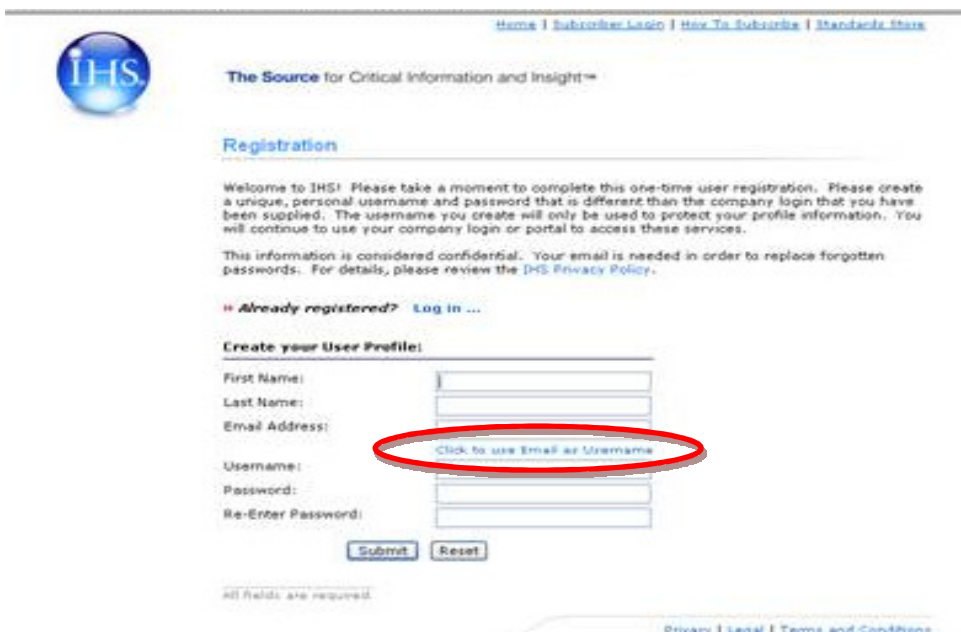 Home | Subscriber Login | How To Subscribe | Standards Store
IHS
The Source for Critical Information and Insight™
Registration
Welcome to IHS! Please take a moment to complete this one-time user registration. Please create
a unique, personal username and password that is different than the company login that you have
been supplied. The username you create will only be used to protect your profile information. You
will continue to use your company login or portal to access these services.
This information is considered confidential. Your email is needed in order to replace forgotten
passwords. For details, please review the IHS Privacy Policy.
» Already registered? Log in ...
Create your User Profile:
First Name:
Last Name:
Email Address:
Click to use Email as Username
Username:
Password:
Re-Enter Password:
Submit Reset
All fields are required.
Privacy | Legal | Terms and Conditions